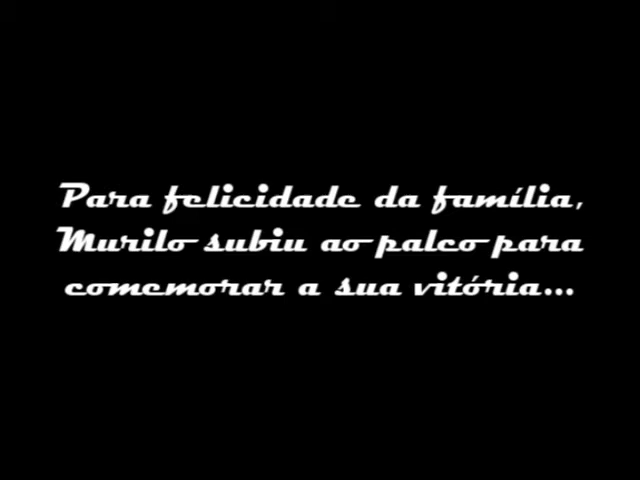 Para felicidade da família,
Murilo subiu ao palco para
comemorar a sua vitória...